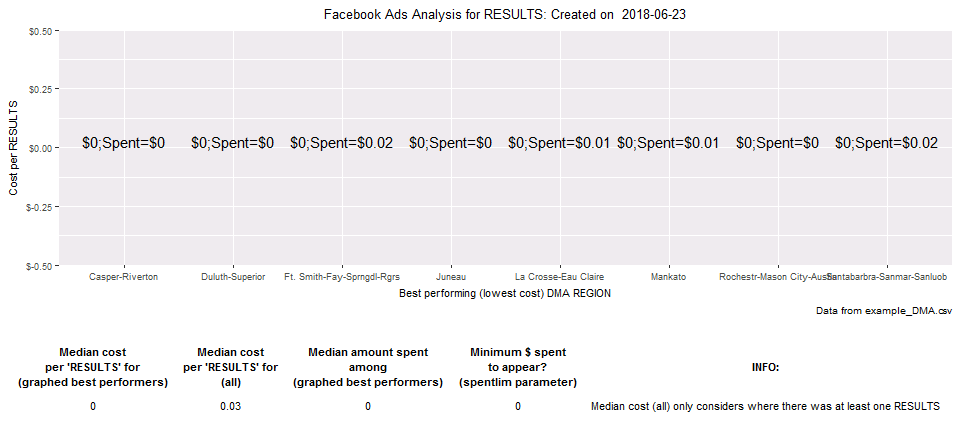 Facebook Ads Analysis for RESULTS: Created on  2018-06-23
$0.50
$0.25
$0.00
$-0.25
$-0.50
Cost per RESULTS
$0;Spent=$0 $0;Spent=$0 $0;Spent=$0.02 $0;Spent=$0 $0;Spent=$0.01 $0;Spent=$0.01 $0;Spent=$0 $0;Spent=$0.02
Casper-Riverton Duluth-Superior Ft. Smith-Fay-Sprngdl-Rgrs Juneau La Crosse-Eau Claire Mankato Rochestr-Mason City-Austin Santabarbra-Sanmar-Sanluob
Best performing (lowest cost) DMA REGION
Data from example_DMA.csv
Median cost
per 'RESULTS' for
(graphed best performers)
Median cost
per 'RESULTS' for
(all)
Median amount spent
among
(graphed best performers)
Minimum $ spent
to appear?
(spentlim parameter)
INFO:
0 0.03 0 0 Median cost (all) only considers where there was at least one RESULTS